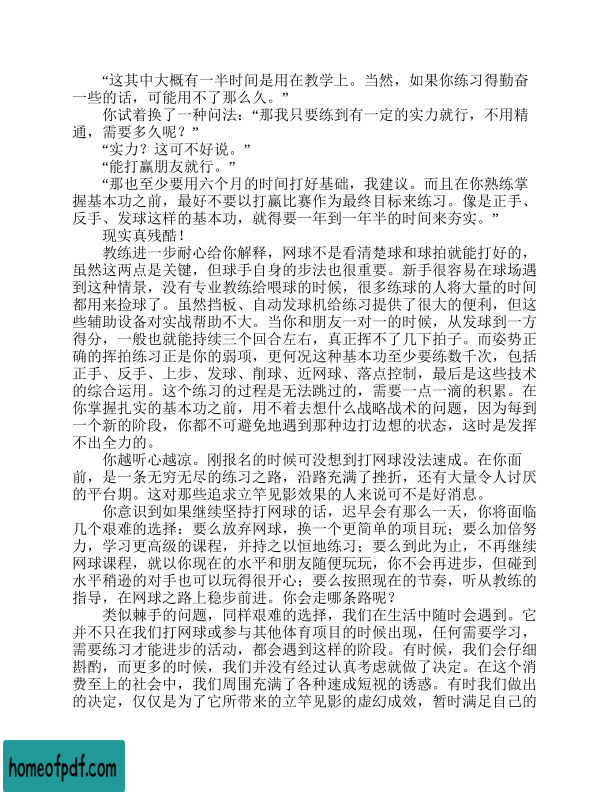 “这其中大概有一半时间是用在教学上。当然，如果你练习得勤奋
一些的话，可能用不了那么久。”
你试着换了一种问法：“那我只要练到有一定的实力就行，不用精
通，需要多久呢？”
“实力？这可不好说。”
“能打赢朋友就行。”
“那也至少要用六个月的时间打好基础，我建议。而且在你熟练掌
握基本功之前，最好不要以打赢比赛作为最终目标来练习。像是正手、
反手、发球这样的基本功，就得要一年到一年半的时间来夯实。”
现实真残酷！
教练进一步耐心给你解释，网球不是看清楚球和球拍就能打好的，
虽然这两点是关键，但球手自身的步法也很重要。新手很容易在球场遇
到这种情景，没有专业教练给喂球的时候，很多练球的人将大量的时间
都用来捡球了。虽然挡板、自动发球机给练习提供了很大的便利，但这
些辅助设备对实战帮助不大。当你和朋友一对一的时候，从发球到一方
得分，一般也就能持续三个回合左右，真正挥不了几下拍子。而姿势正
确的挥拍练习正是你的弱项，更何况这种基本功至少要练数千次，包括
正手、反手、上步、发球、削球、近网球、落点控制，最后是这些技术
的综合运用。这个练习的过程是无法跳过的，需要一点一滴的积累。在
你掌握扎实的基本功之前，用不着去想什么战略战术的问题，因为每到
一个新的阶段，你都不可避免地遇到那种边打边想的状态，这时是发挥
不出全力的。
你越听心越凉。刚报名的时候可没想到打网球没法速成。在你面
前，是一条无穷无尽的练习之路，沿路充满了挫折，还有大量令人讨厌
的平台期。这对那些追求立竿见影效果的人来说可不是好消息。
你意识到如果继续坚持打网球的话，迟早会有那么一天，你将面临
几个艰难的选择：要么放弃网球，换一个更简单的项目玩；要么加倍努
力，学习更高级的课程，并持之以恒地练习；要么到此为止，不再继续
网球课程，就以你现在的水平和朋友随便玩玩，你不会再进步，但碰到
水平稍逊的对手也可以玩得很开心；要么按照现在的节奏，听从教练的
指导，在网球之路上稳步前进。你会走哪条路呢？
类似棘手的问题，同样艰难的选择，我们在生活中随时会遇到。它
并不只在我们打网球或参与其他体育项目的时候出现，任何需要学习，
需要练习才能进步的活动，都会遇到这样的阶段。有时候，我们会仔细
斟酌，而更多的时候，我们并没有经过认真考虑就做了决定。在这个消
费至上的社会中，我们周围充满了各种速成短视的诱惑。有时我们做出
的决定，仅仅是为了它所带来的立竿见影的虚幻成效，暂时满足自己的
homeofpdf.com